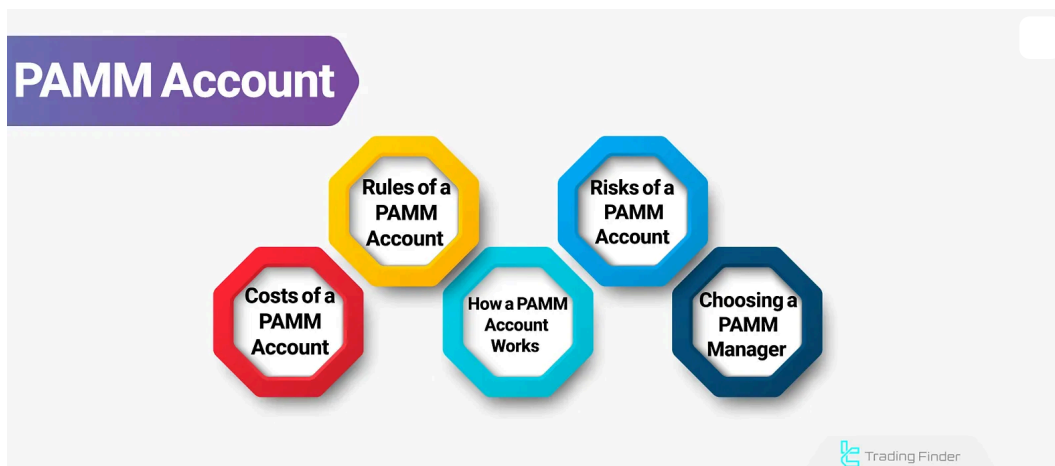 PAMM Account
Rules of a
PAMM
Account
Risks of a
PAMM
Account
Costs of a
PAMM
Account
How a PAMM
Account
Works
Choosing a
PAMM
Manager
Trading Finder